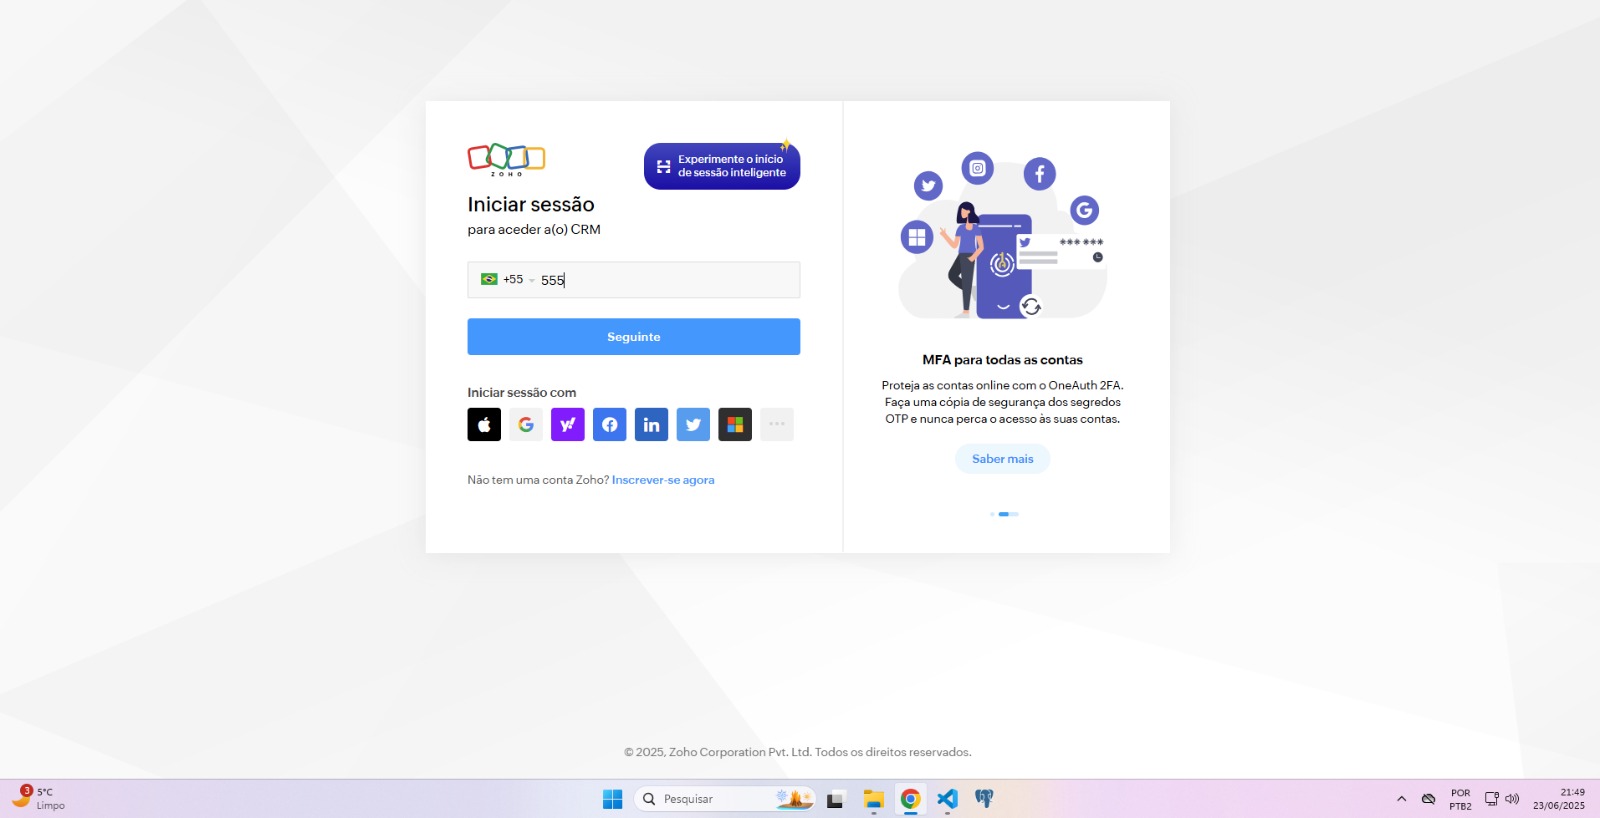 ZOHO
Experimente o início
de sessão inteligente
Iniciar sessão
para aceder a(o) CRM
+55 555
Seguinte
Iniciar sessão com
Não tem uma conta Zoho? Inscrever-se agora
*** ***
MFA para todas as contas
Proteja as contas online com o OneAuth 2FA.
Faça uma cópia de segurança dos segredos
OTP e nunca perca o acesso às suas contas.
Saber mais
© 2025, Zoho Corporation Pvt. Ltd. Todos os direitos reservados.
3
5°C
Limpo
Pesquisar
POR
PTB2
21:49
23/06/2025